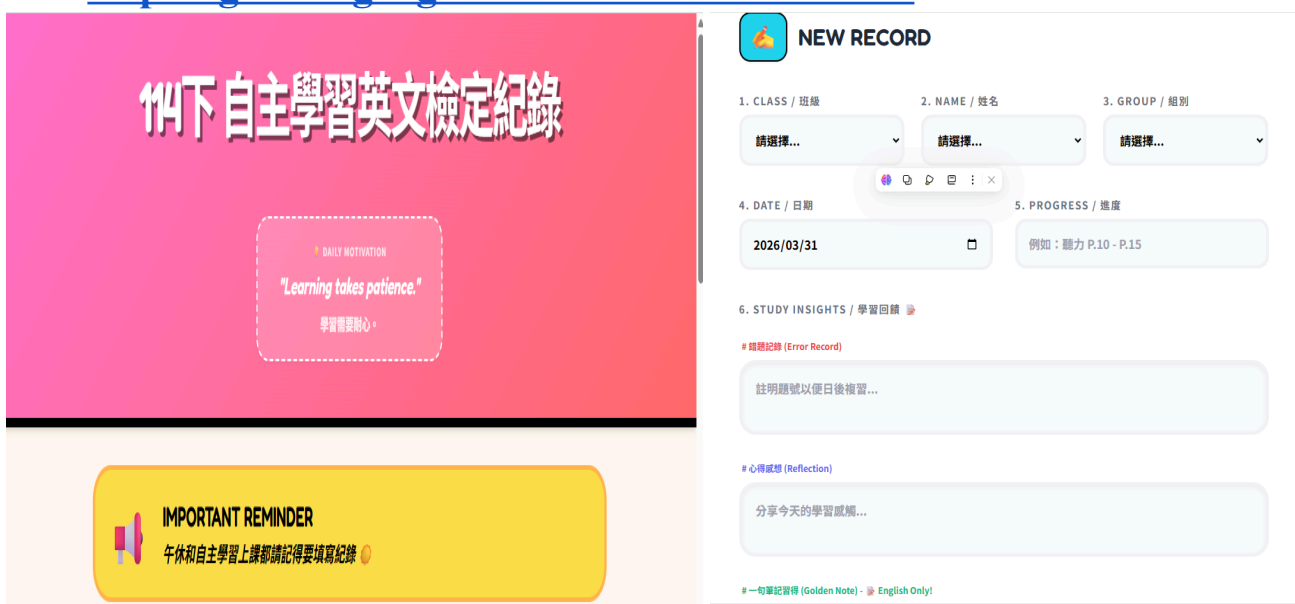 114下 自主學習英文檢定紀錄
💡 DAILY MOTIVATION
"Learning takes patience."
學習需要耐心。
IMPORTANT REMINDER
午休和自主學習上課都請記得要填寫紀錄
NEW RECORD
1. CLASS / 班級
2. NAME / 姓名
3. GROUP / 組別
請選擇...
請選擇...
請選擇...
4. DATE / 日期
5. PROGRESS / 進度
2026/03/31
例如：聽力 P.10 - P.15
6. STUDY INSIGHTS / 學習回饋 📝
# 錯題記錄 (Error Record)
註明題號以便日後複習...
# 心得感想 (Reflection)
分享今天的學習感觸...
# 一句筆記習得 (Golden Note) - 📝 English Only!